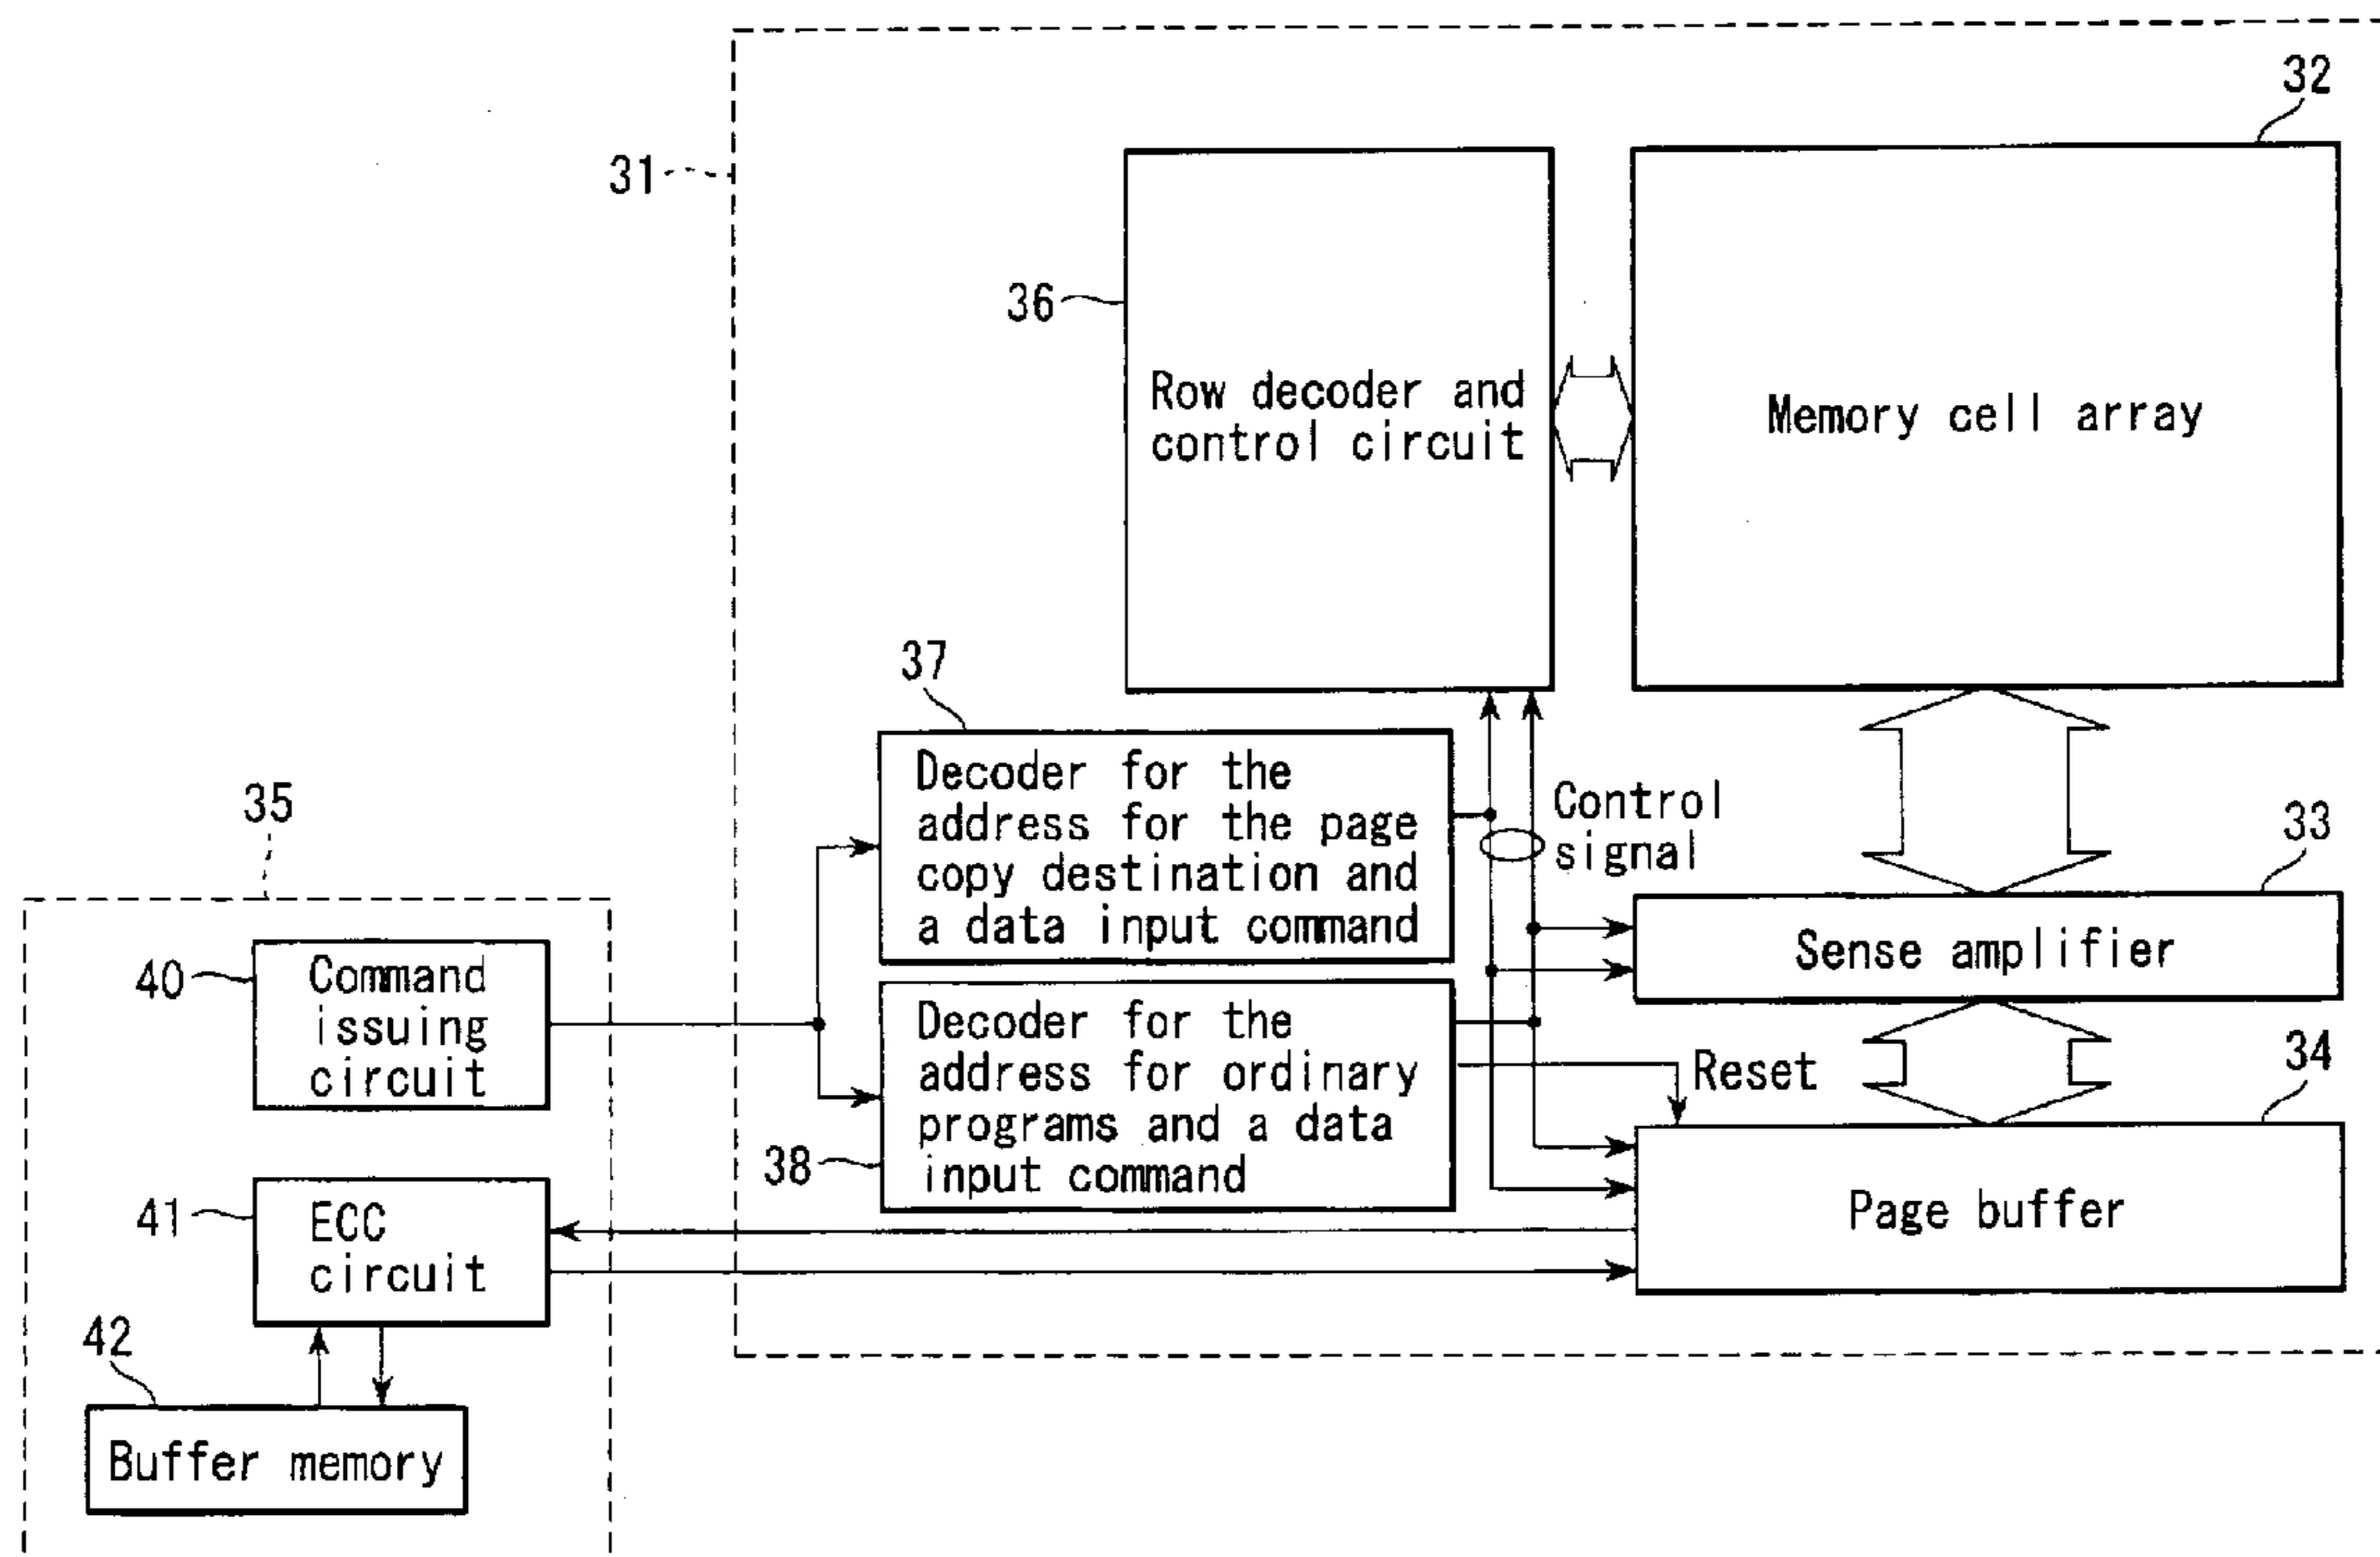 32
31
36
Row decoder and
control circuit
Memory cell array
37
Decoder for the
address for the page
copy destination and
a data input command
Control
signal
35
33
Sense amplifier
40
Command
issuing
circuit
Decoder for the
address for ordinary
programs and a data
input command
38
Reset
34
Page buffer
41
ECC
circuit
42
Buffer memory